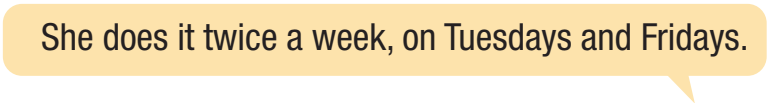 She does it twice a week, on Tuesdays and Fridays.